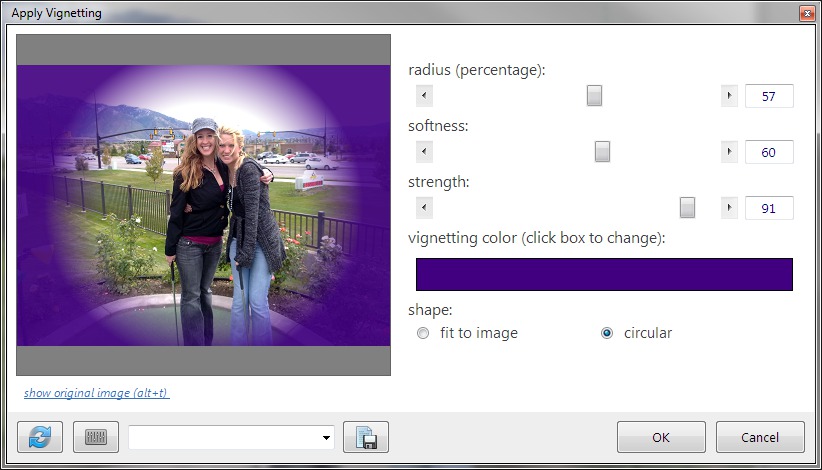 Apply Vignetting
radius (percentage):
57
softness:
60
strength:
91
vignetting color (click box to change):
shape:
fit to image
circular
show original image (alt+t)
OK
Cancel